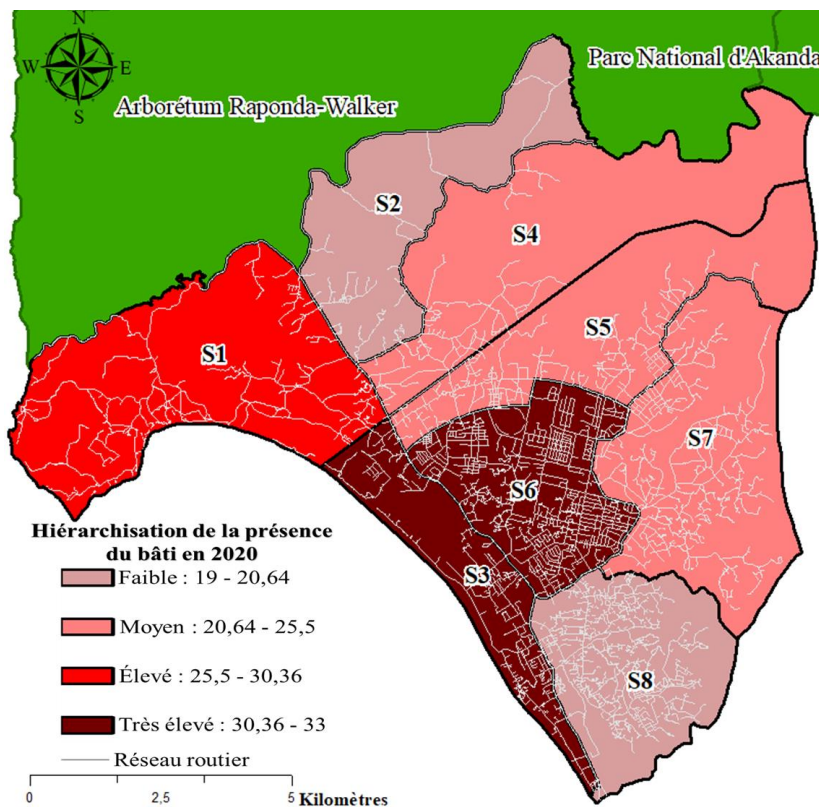 N
W E
S
Parc National d'Akanda
Arborétum Raponda-Walker
S2
S4
S1
S5
S7
S6
S3
S8
Hiérarchisation de la présence
du bâti en 2020
Faible : 19 - 20,64
Moyen : 20,64 - 25,5
Élevé : 25,5 - 30,36
Très élevé : 30,36 - 33
Réseau routier
0 2,5 5 Kilomètres